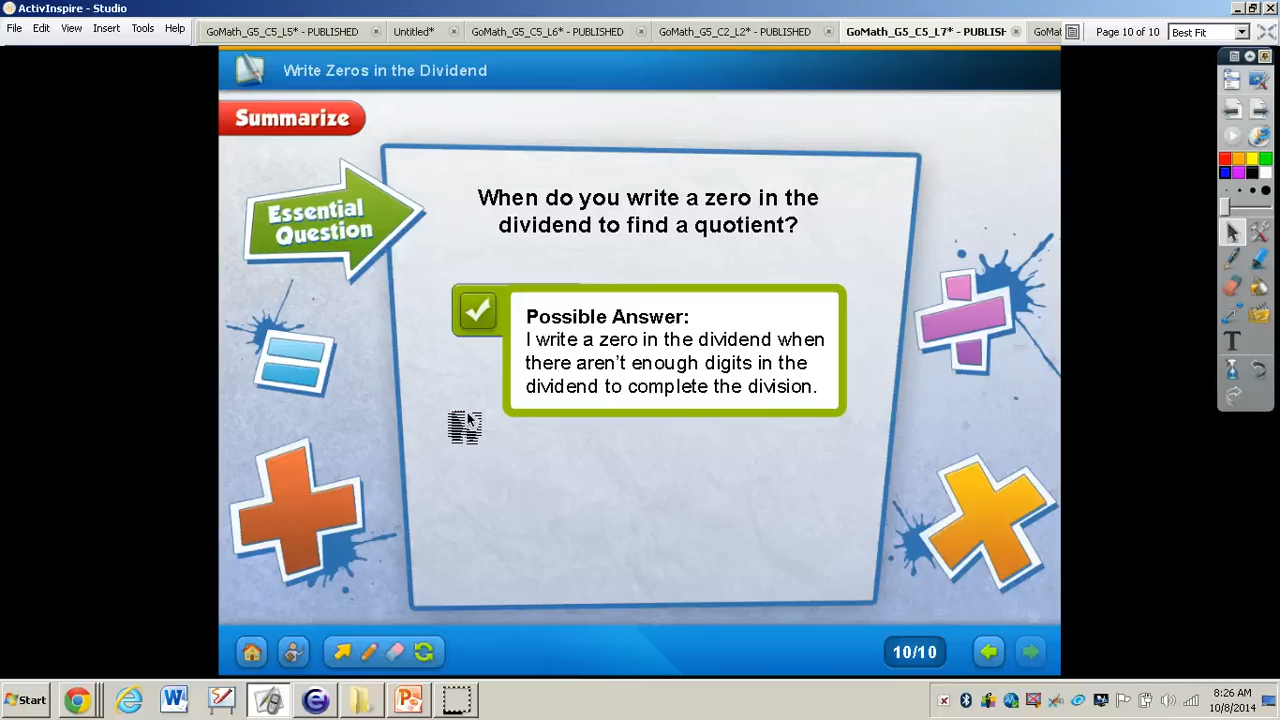 ActivInspire - Studio
File Edit View Insert Tools Help
GoMath_G5_C5_L5* - PUBLISHED
Untitled*
GoMath_G5_C5_L6* - PUBLISHED
GoMath_G5_C2_L2* - PUBLISHED
GoMath_G5_C5_L7* - PUBLISH
GoMat
Page 10 of 10
Best Fit
Write Zeros in the Dividend
Summarize
Essential
Question
When do you write a zero in the
dividend to find a quotient?
Possible Answer:
I write a zero in the dividend when
there aren't enough digits in the
dividend to complete the division.
10/10
Start
8:26 AM
10/8/2014